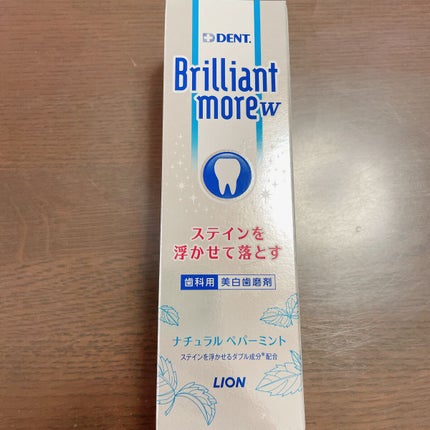 DENT.
Brilliant
more W
ステインを
浮かせて落とす
歯科用 美白歯磨剤
ナチュラル ペパーミント
ステインを浮かせるダブル成分※配合
LION